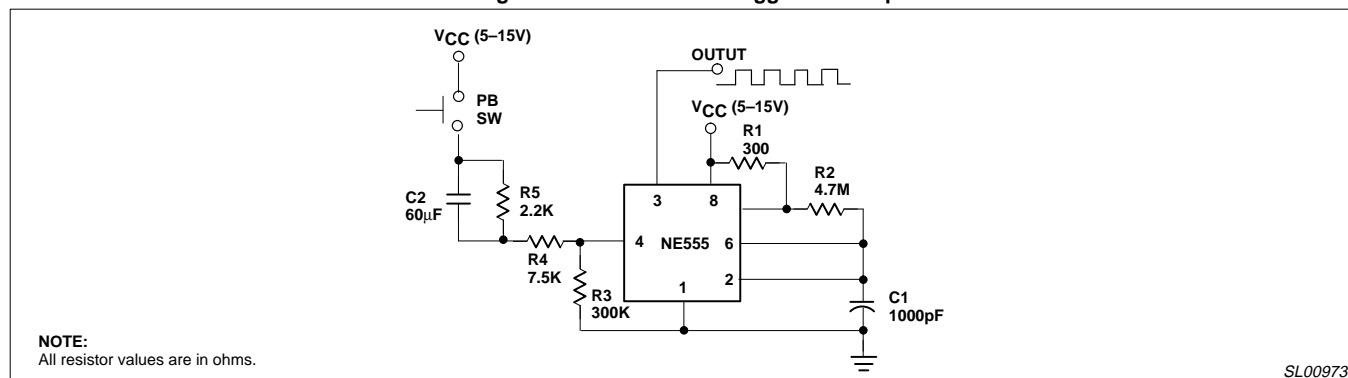 VCC (5–15V)
PB
SW
C2
60µF
R5
2.2K
R4
7.5K
R3
300K
OUTUT
VCC (5–15V)
R1
300
R2
4.7M
3
8
4
NE555
6
2
1
C1
1000pF
NOTE:
All resistor values are in ohms.
SL00973